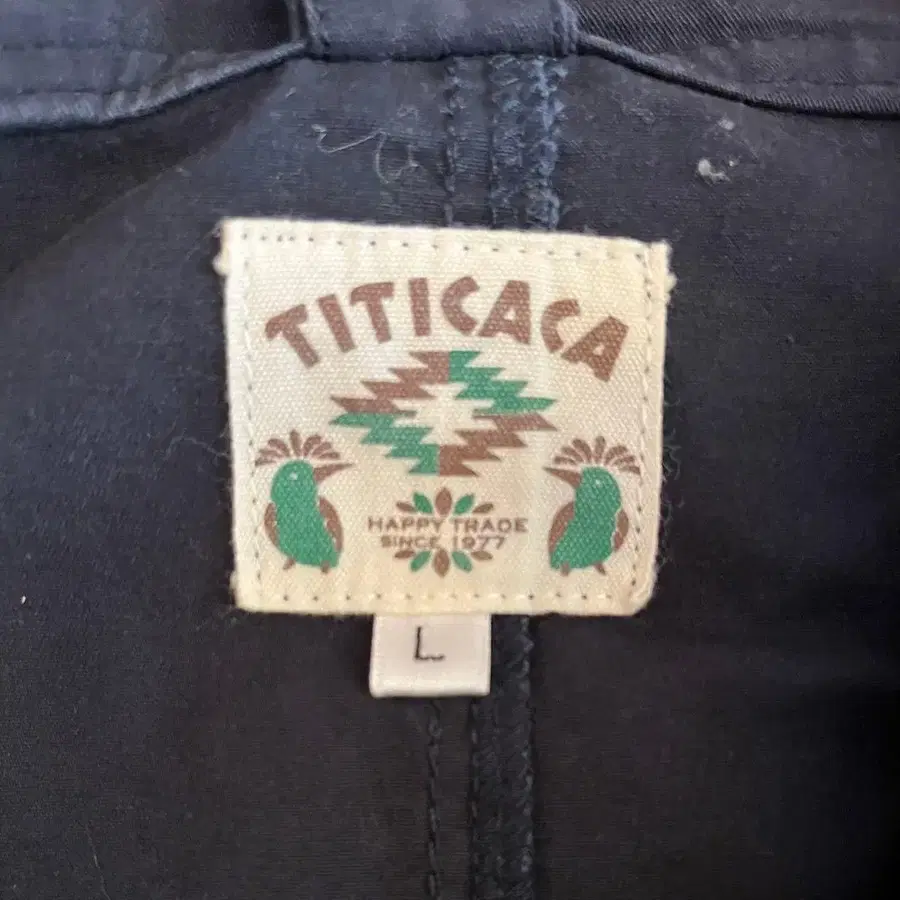 TITICACA
HAPPY TRADE
SINCE 1977
L